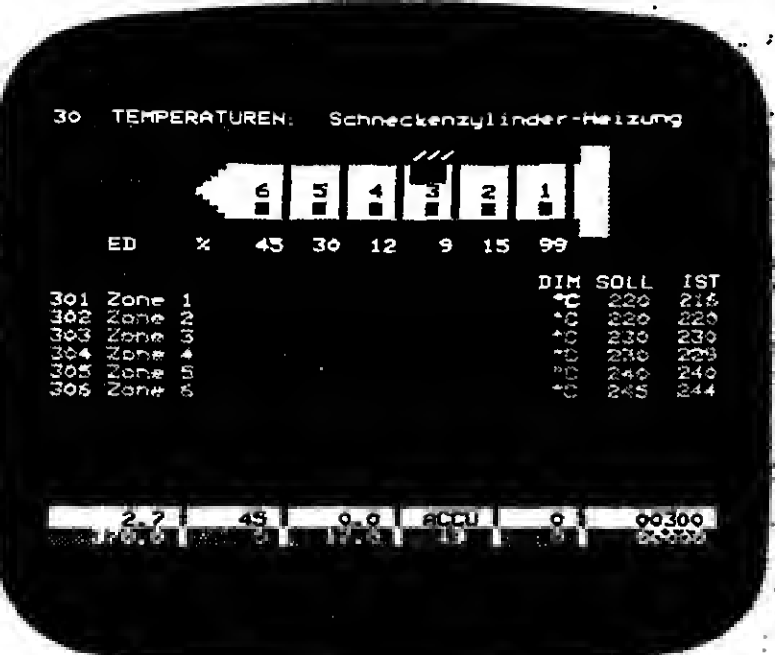 30 TEMPERATUREN: Schneckenzylinder-Heizung
6 5 4 3 2 1
ED % 45 30 12 9 15 99
DIM SOLL IST
301 Zone 1 °C 220 216
302 Zone 2 °C 220 220
303 Zone 3 °C 230 230
304 Zone 4 °C 230 229
305 Zone 5 °C 240 240
306 Zone 6 °C 245 244
2.7 45 0.0 ACCU 0 00300